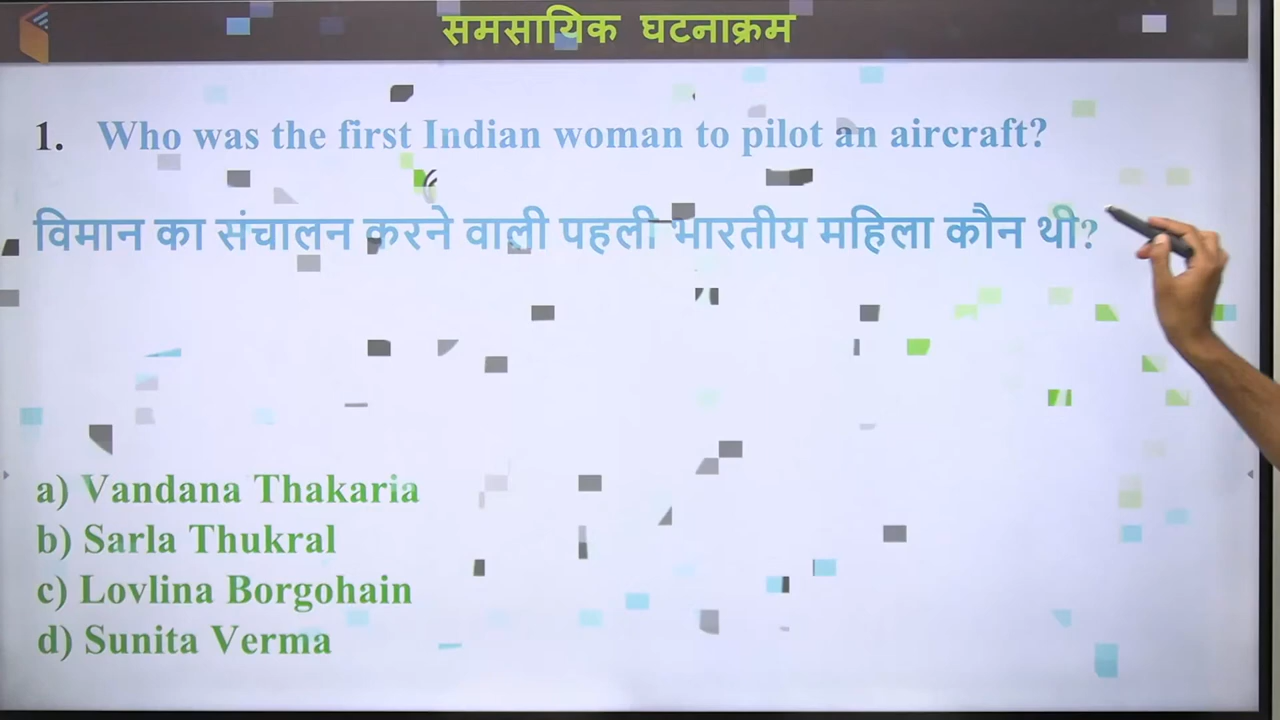 समसायिक घटनाक्रम
1. Who was the first Indian woman to pilot an aircraft?
विमान का संचालन करने वाली पहली भारतीय महिला कौन थी?
a) Vandana Thakaria
b) Sarla Thukral
c) Lovlina Borgohain
d) Sunita Verma